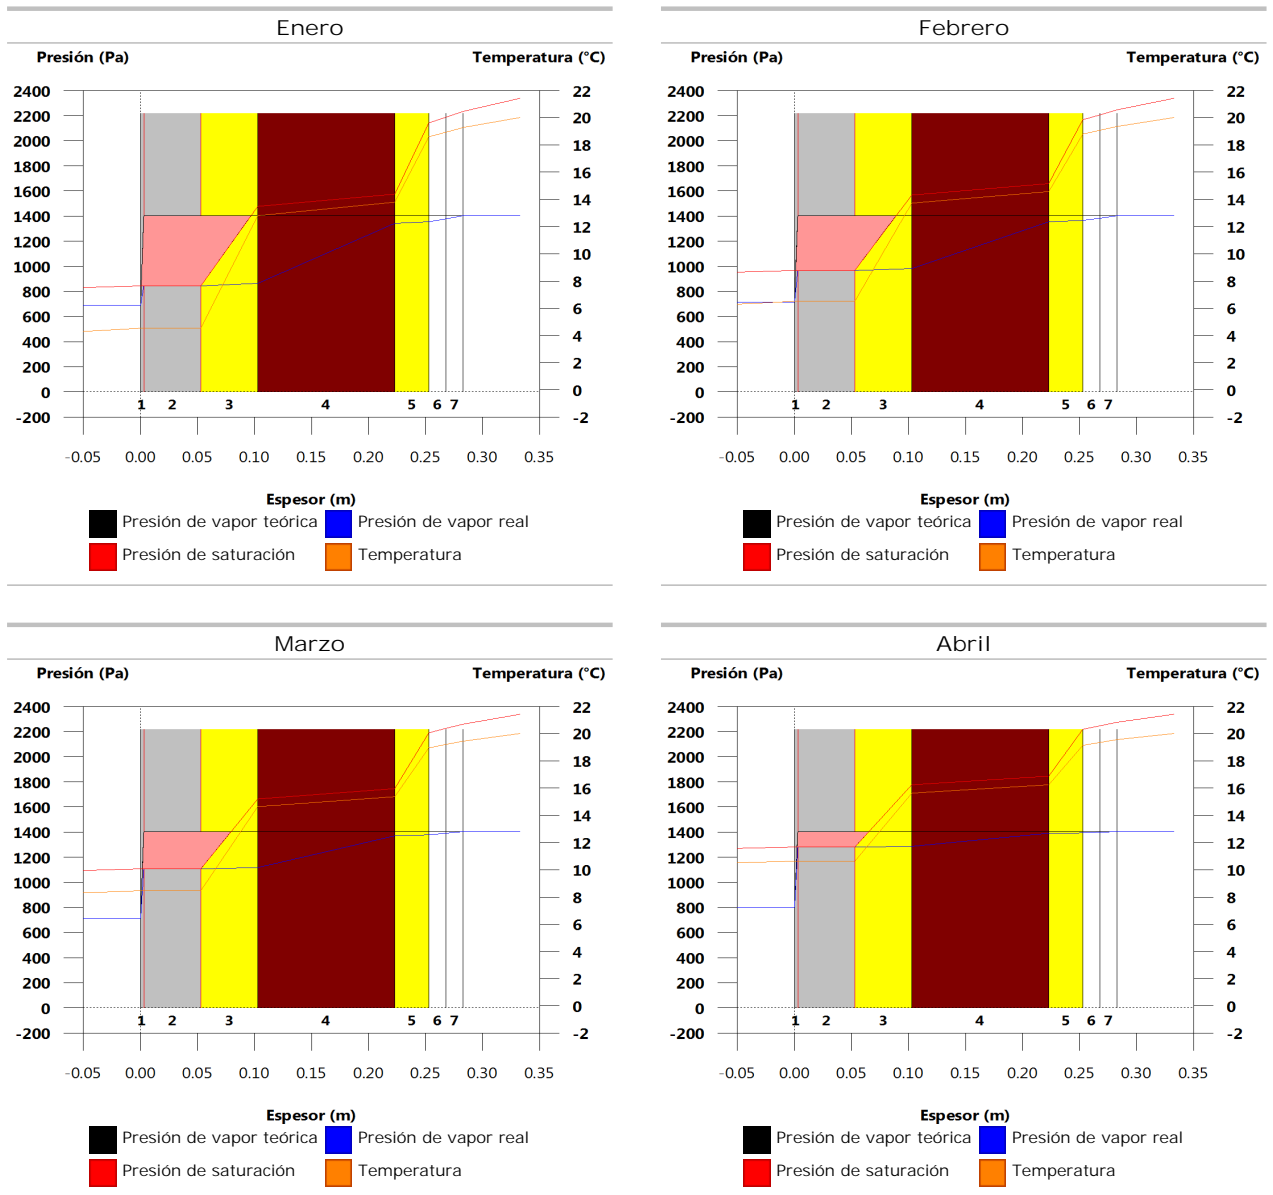 Enero
Presión (Pa) Temperatura (°C)
2400 22
2200 20
2000 18
1800 16
1600 14
1400 12
1200 10
1000 8
800 6
600 4
400 2
200 0
0 -2
-200
1 2 3 4 5 6 7
-0.05 0.00 0.05 0.10 0.15 0.20 0.25 0.30 0.35
Espesor (m)
Presión de vapor teórica Presión de vapor real
Presión de saturación Temperatura
Febrero
Presión (Pa) Temperatura (°C)
2400 22
2200 20
2000 18
1800 16
1600 14
1400 12
1200 10
1000 8
800 6
600 4
400 2
200 0
0 -2
-200
1 2 3 4 5 6 7
-0.05 0.00 0.05 0.10 0.15 0.20 0.25 0.30 0.35
Espesor (m)
Presión de vapor teórica Presión de vapor real
Presión de saturación Temperatura
Marzo
Presión (Pa) Temperatura (°C)
2400 22
2200 20
2000 18
1800 16
1600 14
1400 12
1200 10
1000 8
800 6
600 4
400 2
200 0
0 -2
-200
1 2 3 4 5 6 7
-0.05 0.00 0.05 0.10 0.15 0.20 0.25 0.30 0.35
Espesor (m)
Presión de vapor teórica Presión de vapor real
Presión de saturación Temperatura
Abril
Presión (Pa) Temperatura (°C)
2400 22
2200 20
2000 18
1800 16
1600 14
1400 12
1200 10
1000 8
800 6
600 4
400 2
200 0
0 -2
-200
1 2 3 4 5 6 7
-0.05 0.00 0.05 0.10 0.15 0.20 0.25 0.30 0.35
Espesor (m)
Presión de vapor teórica Presión de vapor real
Presión de saturación Temperatura